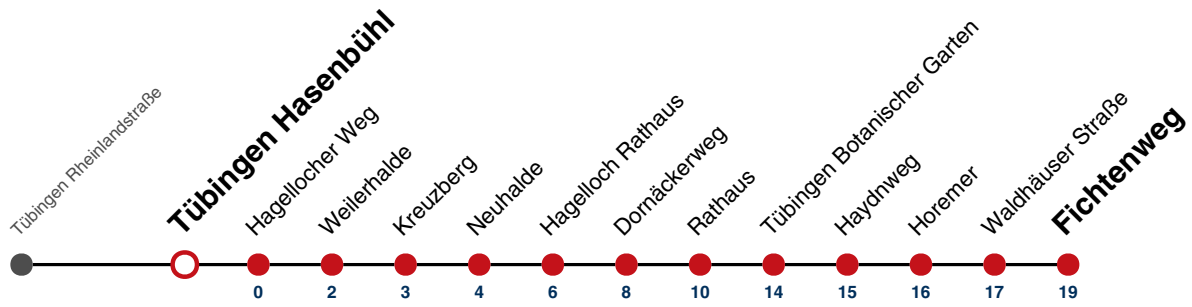 Tübingen Rheinlandstraße
Tübingen Hasenbühl
Hagellocher Weg
Weilerhalde
Kreuzberg
Neuhalde
Hagelloch Rathaus
Dornäckerweg
Rathaus
Tübingen Botanischer Garten
Haydnweg
Horemer
Waldhäuser Straße
Fichtenweg
0 2 3 4 6 8 10 14 15 16 17 19